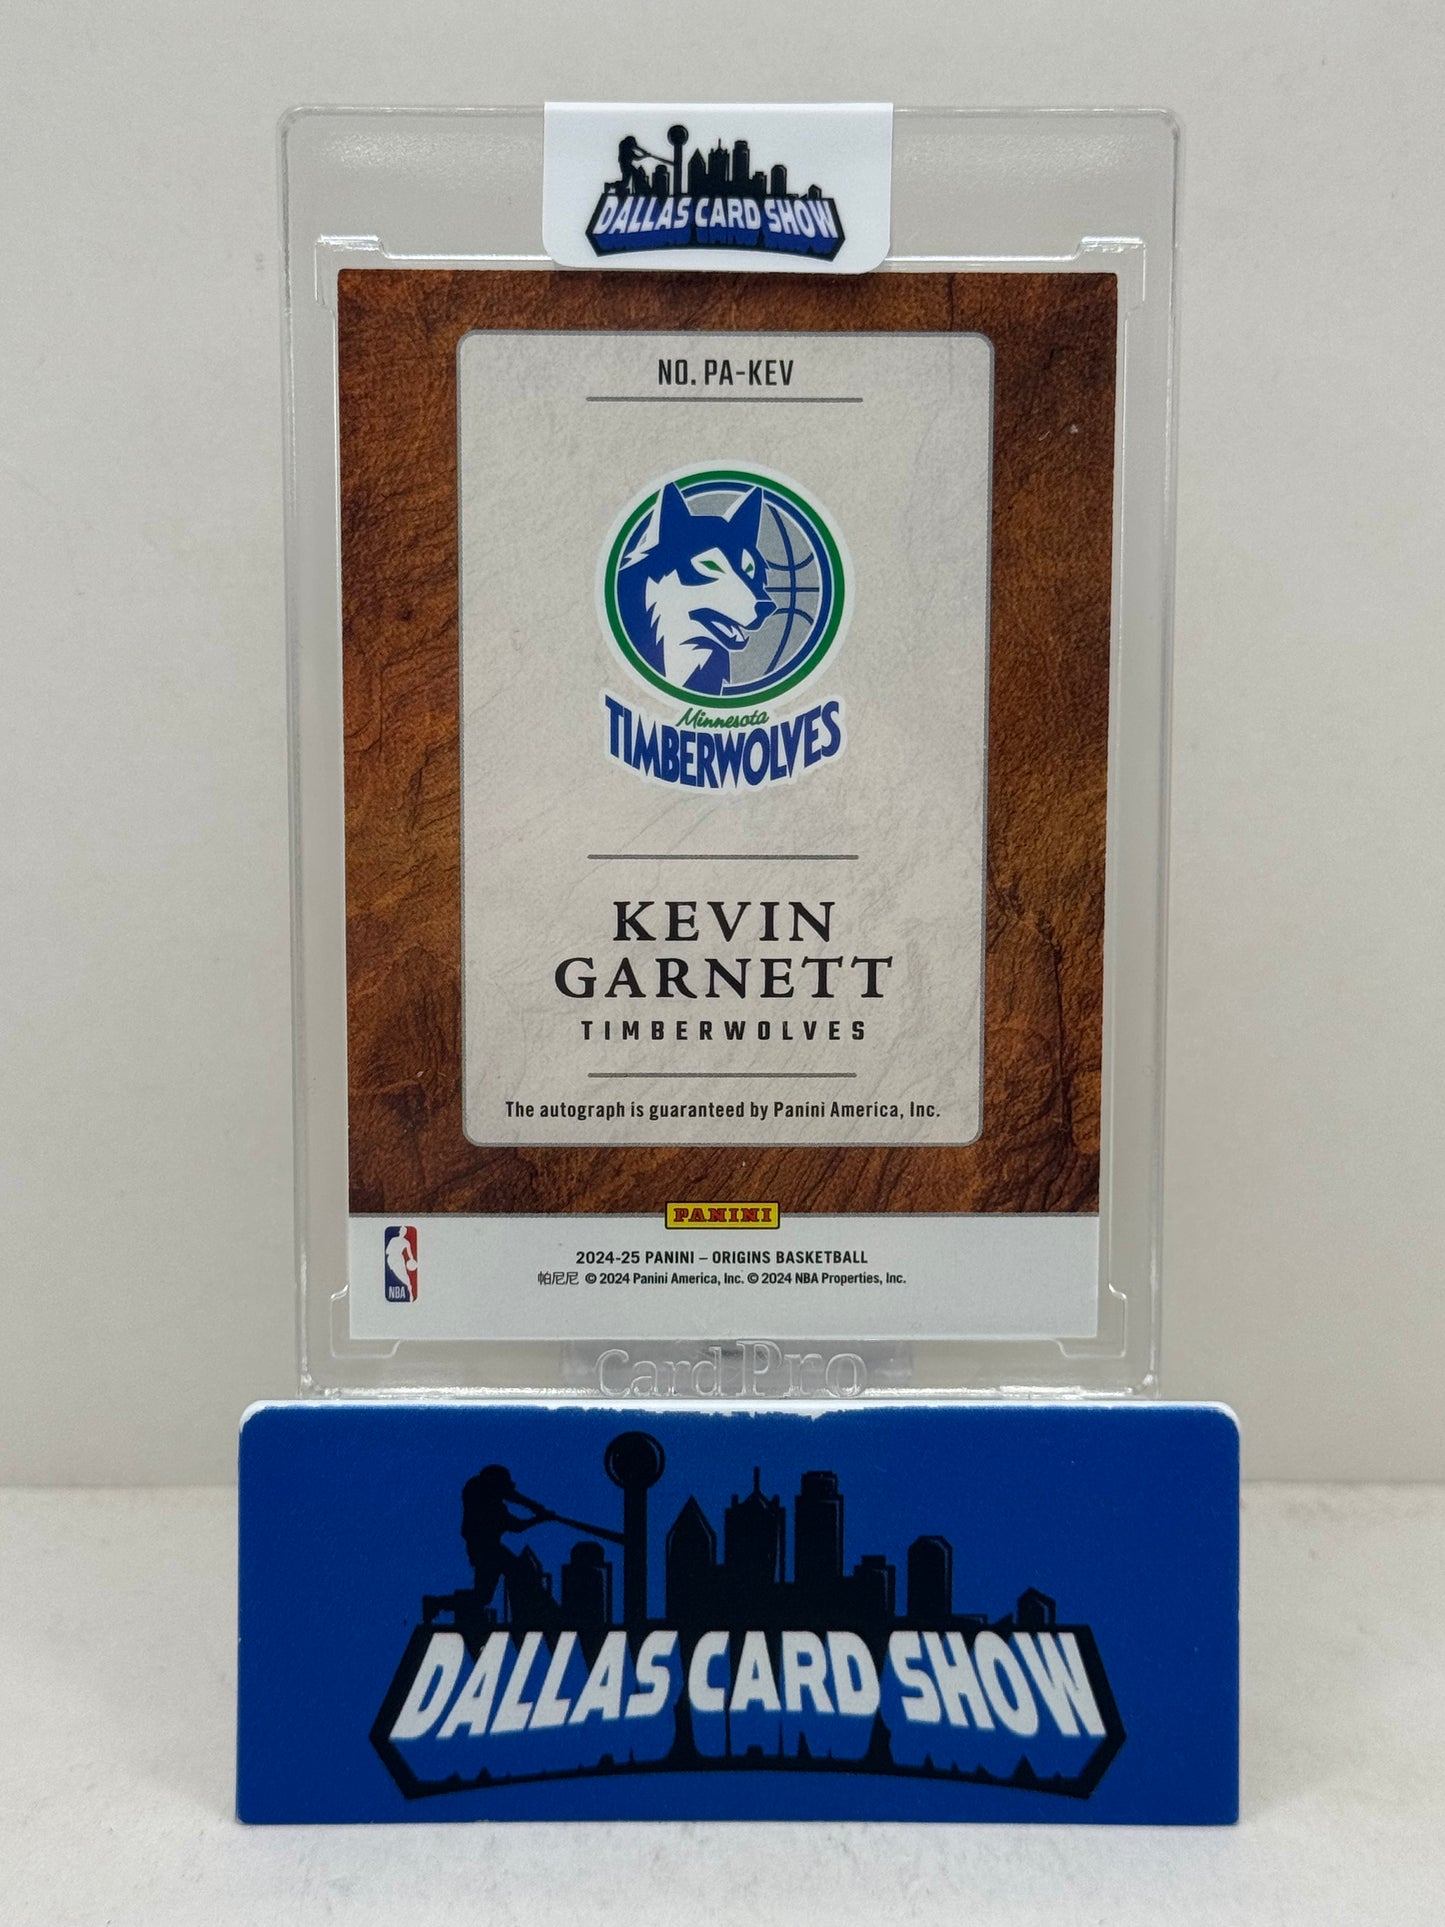 DALLAS CARD SHOW
NO. PA-KEV
Minnesota
TIMBERWOLVES
KEVIN
GARNETT
TIMBERWOLVES
The autograph is guaranteed by Panini America, Inc.
PANINI
2024-25 PANINI – ORIGINS BASKETBALL
帕尼尼 © 2024 Panini America, Inc. © 2024 NBA Properties, Inc.
NBA
Card Pro
DALLAS CARD SHOW